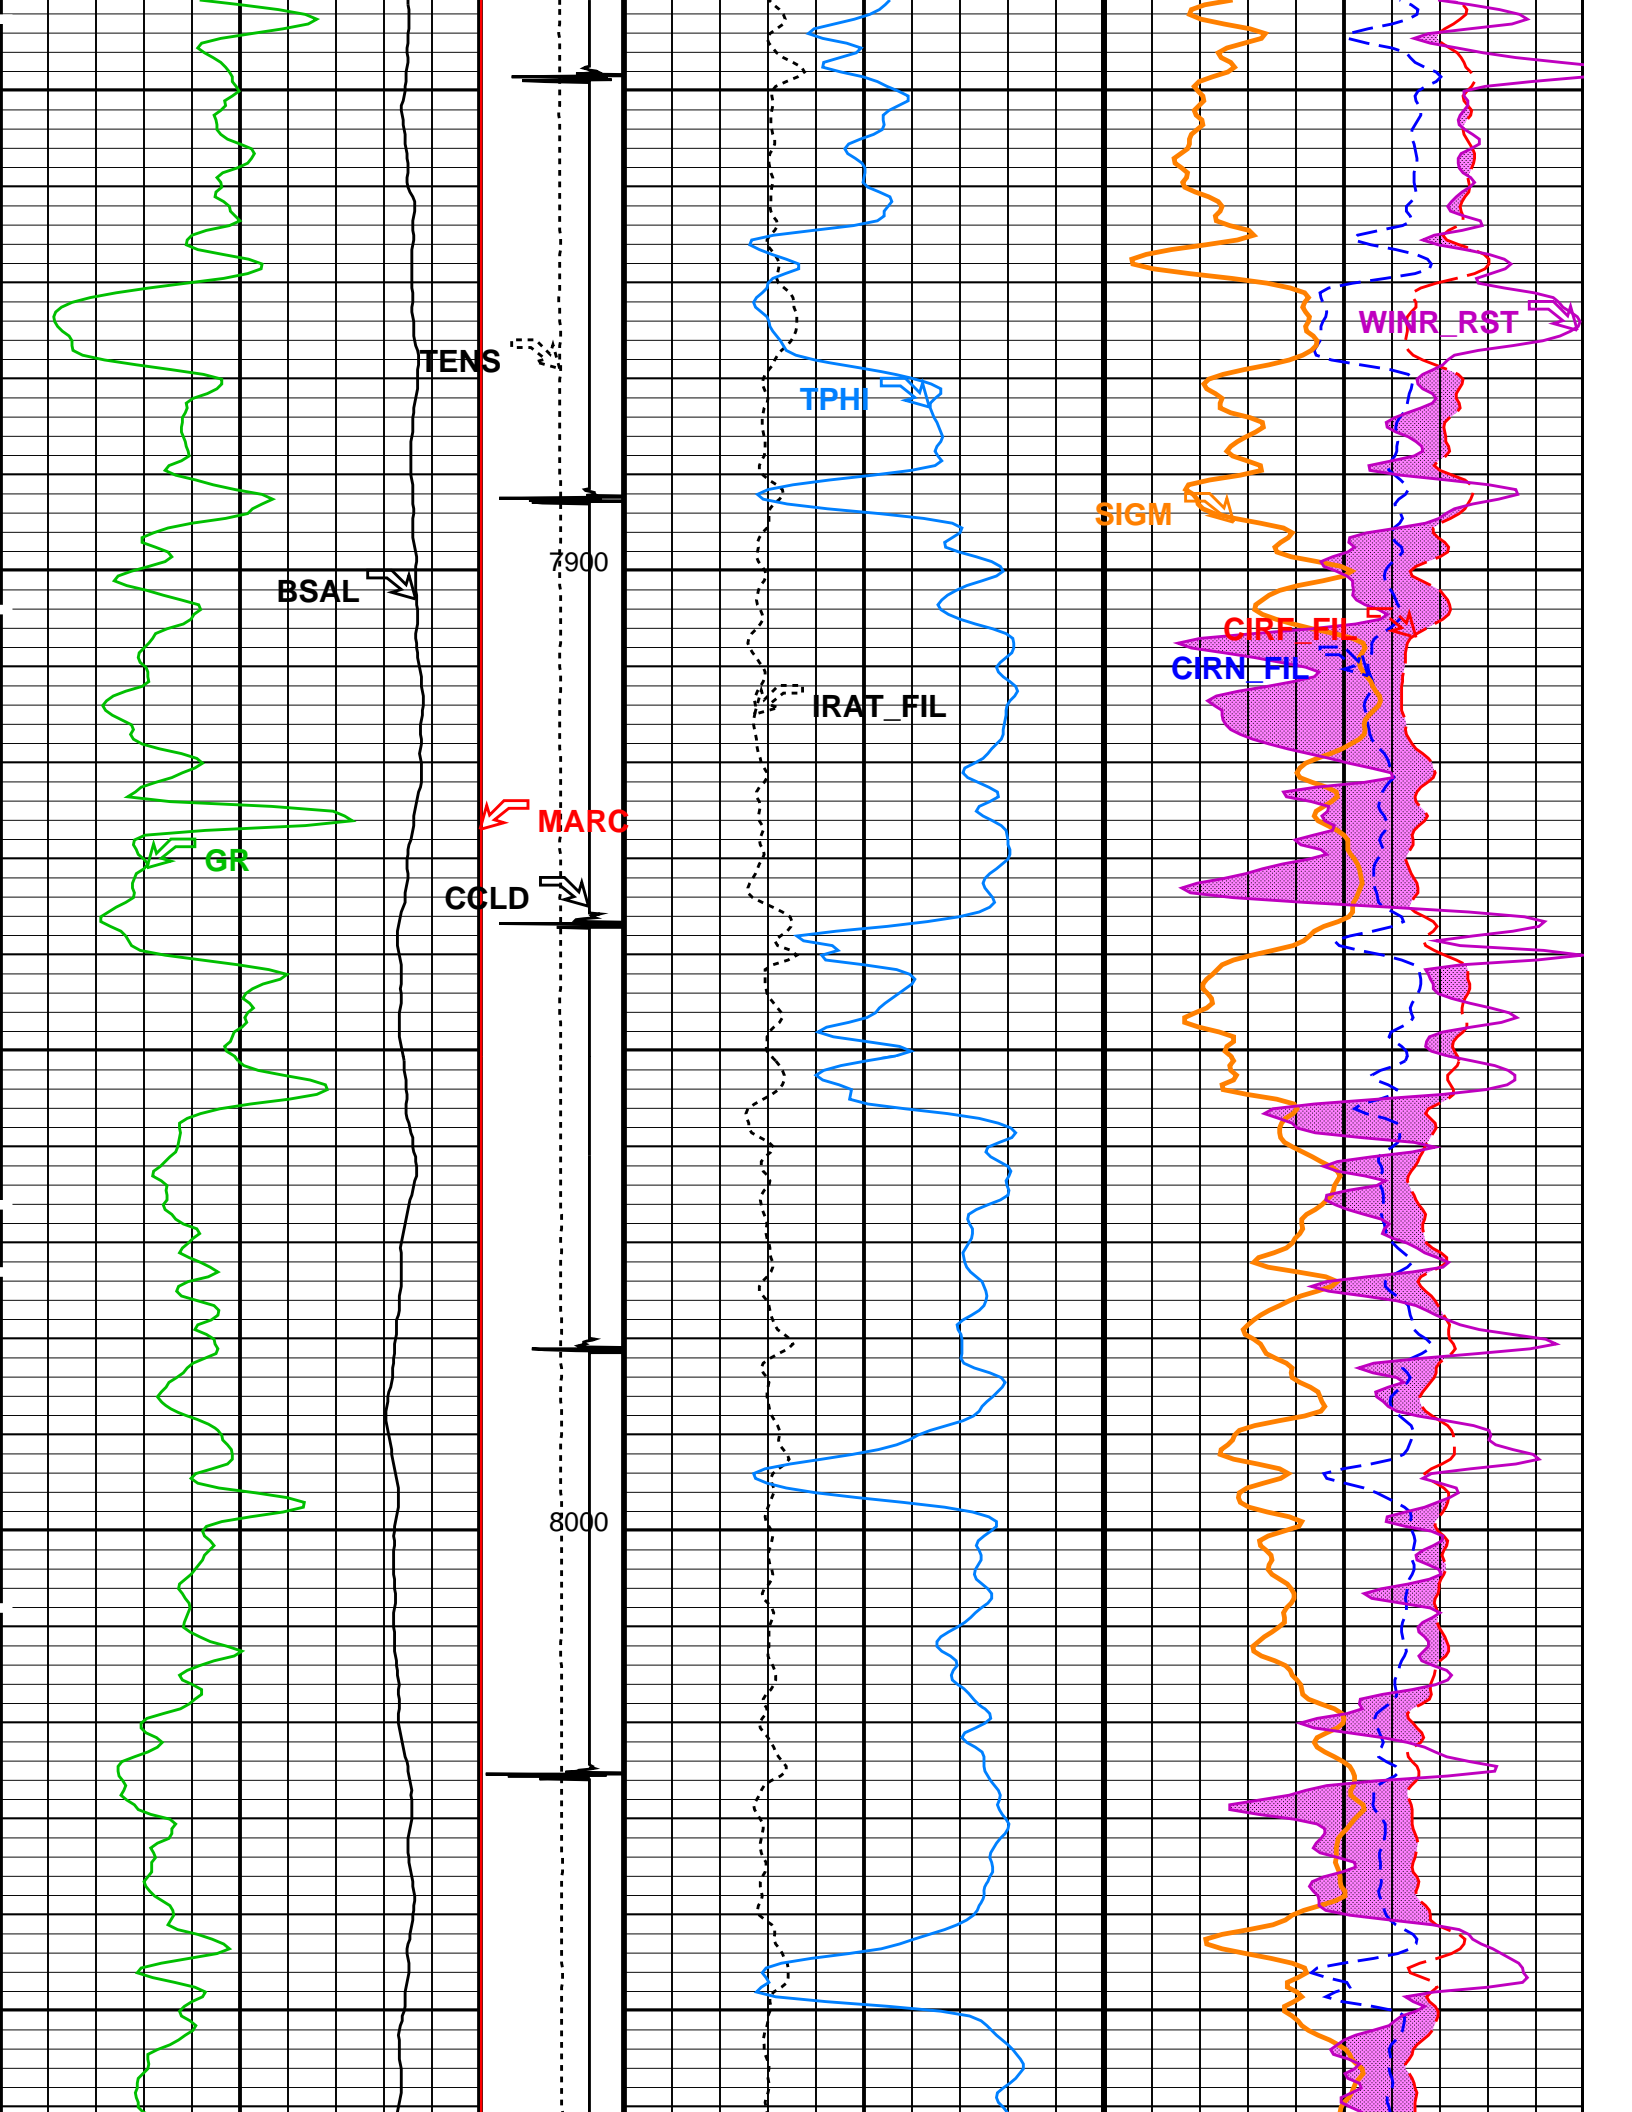 WINR_RST
TENS
TPHI
SIGM
7900
BSAL
CIRF_FIL
CIRN_FIL
IRAT_FIL
MARC
GR
CCLD
8000